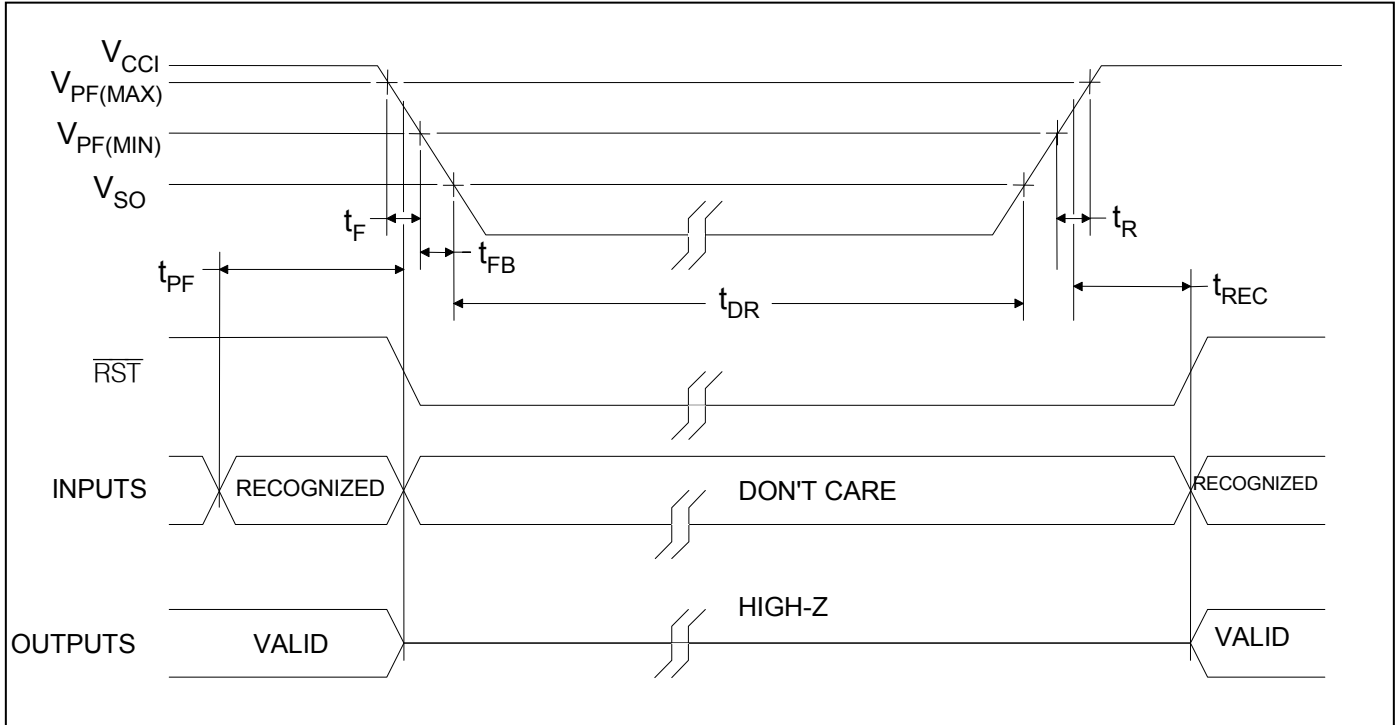 V_CCI
V_PF(MAX)
V_PF(MIN)
V_SO
t_F
t_R
t_FB
t_PF
t_DR
t_REC
R̅S̅T̅
INPUTS RECOGNIZED DON'T CARE RECOGNIZED
HIGH-Z
OUTPUTS VALID VALID